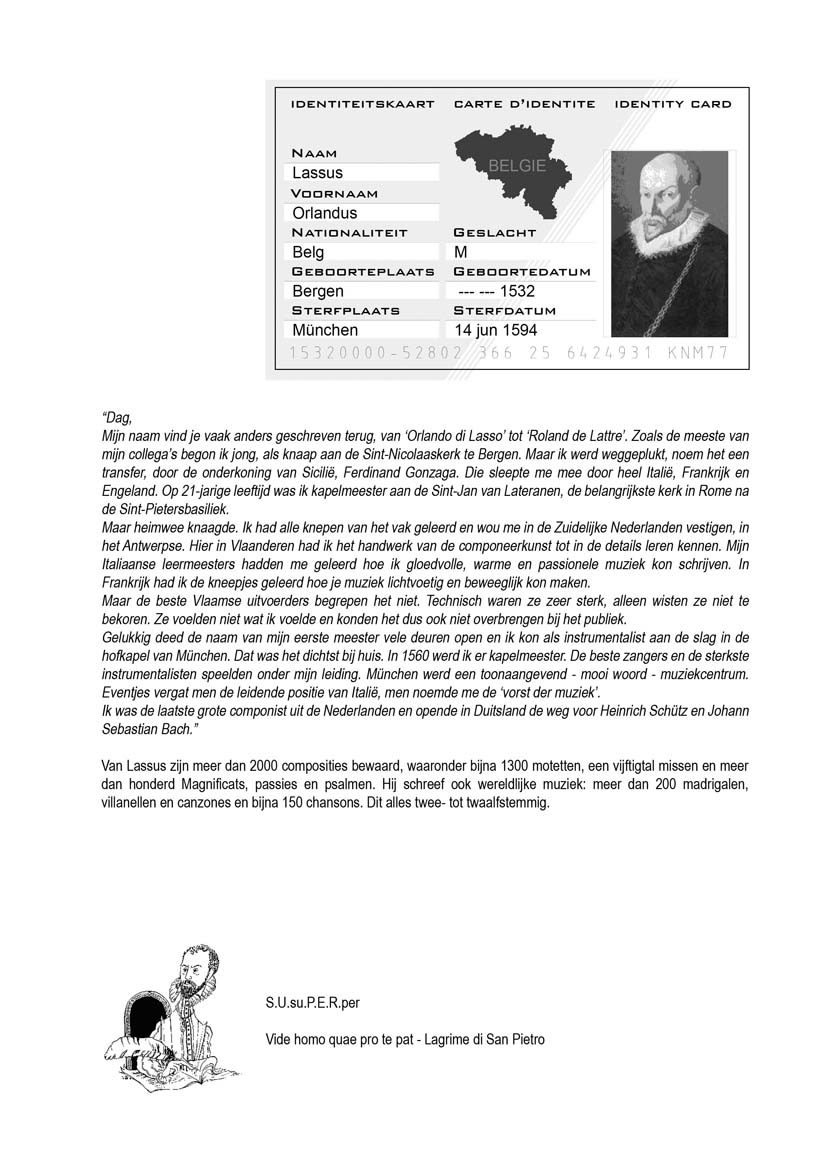 IDENTITEITSKAART CARTE D'IDENTITE IDENTITY CARD
BELGIE
NAAM
Lassus
VOORNAAM
Orlandus
NATIONALITEIT GESLACHT
Belg M
GEBOORTEPLAATS GEBOORTEDATUM
Bergen --- --- 1532
STERFPLAATS STERFDATUM
München 14 jun 1594
15320000-52802 366 25 6424931 KNM77
“Dag,
Mijn naam vind je vaak anders geschreven terug, van ‘Orlando di Lasso’ tot ‘Roland de Lattre’. Zoals de meeste van
mijn collega’s begon ik jong, als knaap aan de Sint-Nicolaaskerk te Bergen. Maar ik werd weggeplukt, noem het een
transfer, door de onderkoning van Sicilië, Ferdinand Gonzaga. Die sleepte me mee door heel Italië, Frankrijk en
Engeland. Op 21-jarige leeftijd was ik kapelmeester aan de Sint-Jan van Lateranen, de belangrijkste kerk in Rome na
de Sint-Pietersbasiliek.
Maar heimwee knaagde. Ik had alle knepen van het vak geleerd en wou me in de Zuidelijke Nederlanden vestigen, in
het Antwerpse. Hier in Vlaanderen had ik het handwerk van de componeerkunst tot in de details leren kennen. Mijn
Italiaanse leermeesters hadden me geleerd hoe ik gloedvolle, warme en passionele muziek kon schrijven. In
Frankrijk had ik de kneepjes geleerd hoe je muziek lichtvoetig en beweeglijk kon maken.
Maar de beste Vlaamse uitvoerders begrepen het niet. Technisch waren ze zeer sterk, alleen wisten ze niet te
bekoren. Ze voelden niet wat ik voelde en konden het dus ook niet overbrengen bij het publiek.
Gelukkig deed de naam van mijn eerste meester vele deuren open en ik kon als instrumentalist aan de slag in de
hofkapel van München. Dat was het dichtst bij huis. In 1560 werd ik er kapelmeester. De beste zangers en de sterkste
instrumentalisten speelden onder mijn leiding. München werd een toonaangevend - mooi woord - muziekcentrum.
Eventjes vergat men de leidende positie van Italië, men noemde me de ‘vorst der muziek’.
Ik was de laatste grote componist uit de Nederlanden en opende in Duitsland de weg voor Heinrich Schütz en Johann
Sebastian Bach.”
Van Lassus zijn meer dan 2000 composities bewaard, waaronder bijna 1300 motetten, een vijftigtal missen en meer
dan honderd Magnificats, passies en psalmen. Hij schreef ook wereldlijke muziek: meer dan 200 madrigalen,
villanellen en canzones en bijna 150 chansons. Dit alles twee- tot twaalfstemmig.
S.U.su.P.E.R.per
Vide homo quae pro te pat - Lagrime di San Pietro